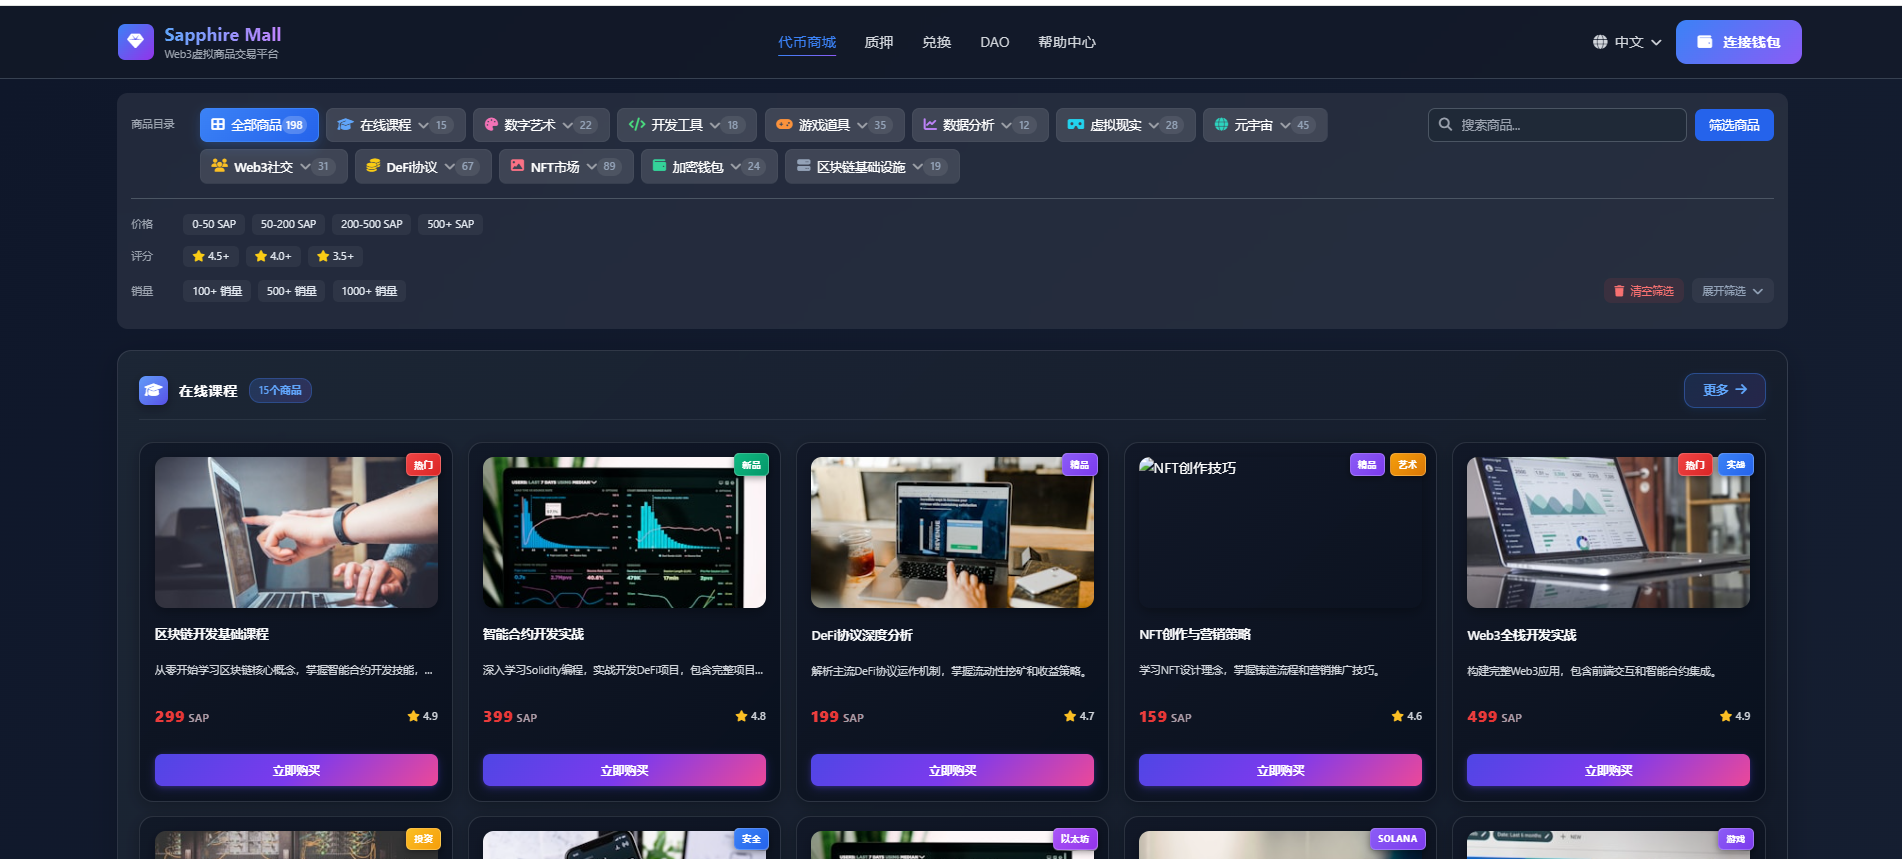 Sapphire Mall
Web3虚拟商品交易平台
代币商城 质押 兑换 DAO 帮助中心
中文 连接钱包
商品目录
全部商品 198 在线课程 15 数字艺术 22 开发工具 18 游戏道具 35 数据分析 12 虚拟现实 28 元宇宙 45
搜索商品... 筛选商品
Web3社交 31 DeFi协议 67 NFT市场 89 加密钱包 24 区块链基础设施 19
价格 0-50 SAP 50-200 SAP 200-500 SAP 500+ SAP
评分 4.5+ 4.0+ 3.5+
销量 100+ 销量 500+ 销量 1000+ 销量
清空筛选 展开筛选
在线课程 15个商品 更多
热门
区块链开发基础课程
从零开始学习区块链核心概念，掌握智能合约开发技能，...
299 SAP 4.9
立即购买
新品
USERS: LAST 7 DAYS USING MEDIAN
智能合约开发实战
深入学习Solidity编程，实战开发DeFi项目，包含完整项目...
399 SAP 4.8
立即购买
精品
DeFi协议深度分析
解析主流DeFi协议运作机制，掌握流动性挖矿和收益策略。
199 SAP 4.7
立即购买
NFT创作技巧
精品 艺术
NFT创作与营销策略
学习NFT设计理念，掌握铸造流程和营销推广技巧。
159 SAP 4.6
立即购买
热门 实战
Web3全栈开发实战
构建完整Web3应用，包含前端交互和智能合约集成。
499 SAP 4.9
立即购买
投资
安全
以太坊
SOLANA
游戏